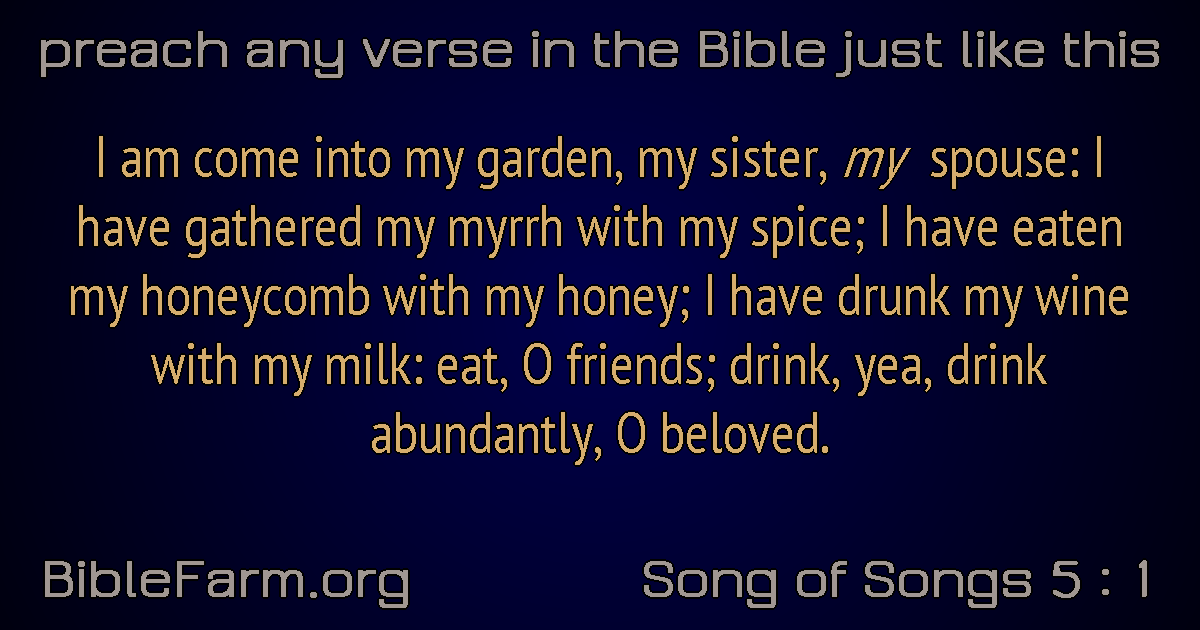 preach any verse in the Bible just like this
I am come into my garden, my sister, my spouse: I
have gathered my myrrh with my spice; I have eaten
my honeycomb with my honey; I have drunk my wine
with my milk: eat, O friends; drink, yea, drink
abundantly, O beloved.
BibleFarm.org
Song of Songs 5 : 1